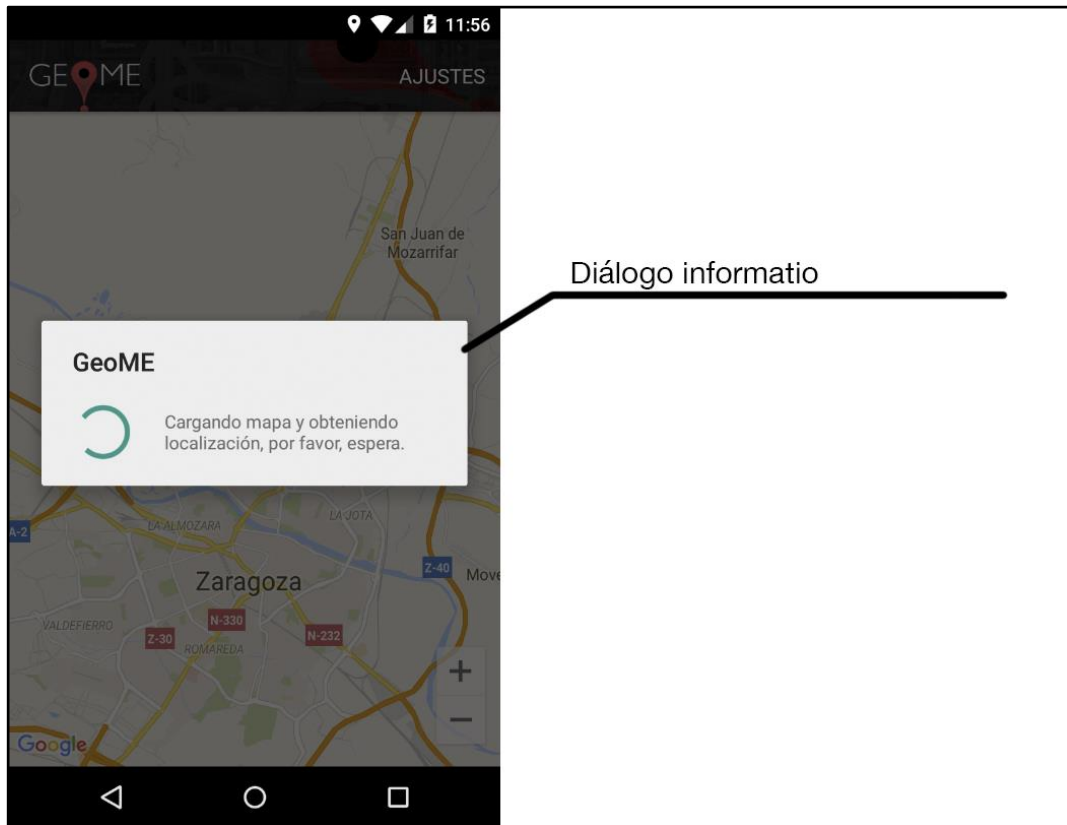 11:56
GEOME
AJUSTES
San Juan de
Mozarrifar
Diálogo informatio
GeoME
Cargando mapa y obteniendo
localización, por favor, espera.
LA ALMOZARA
LA JOTA
A-2
Zaragoza
Z-40
Move
N-330
VALDEFIERRO
Z-30
N-232
ROMAREDA
+
−
Google